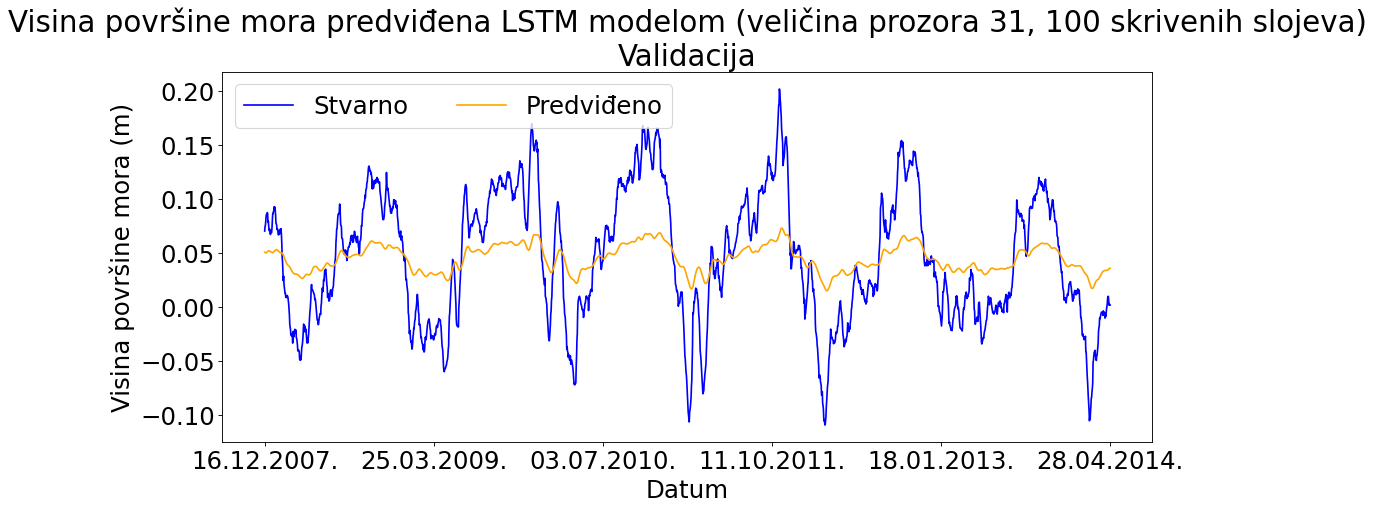 Visina površine mora predviđena LSTM modelom (veličina prozora 31, 100 skrivenih slojeva)
Validacija
Stvarno Predviđeno
Visina površine mora (m)
0.20
0.15
0.10
0.05
0.00
−0.05
−0.10
16.12.2007. 25.03.2009. 03.07.2010. 11.10.2011. 18.01.2013. 28.04.2014.
Datum